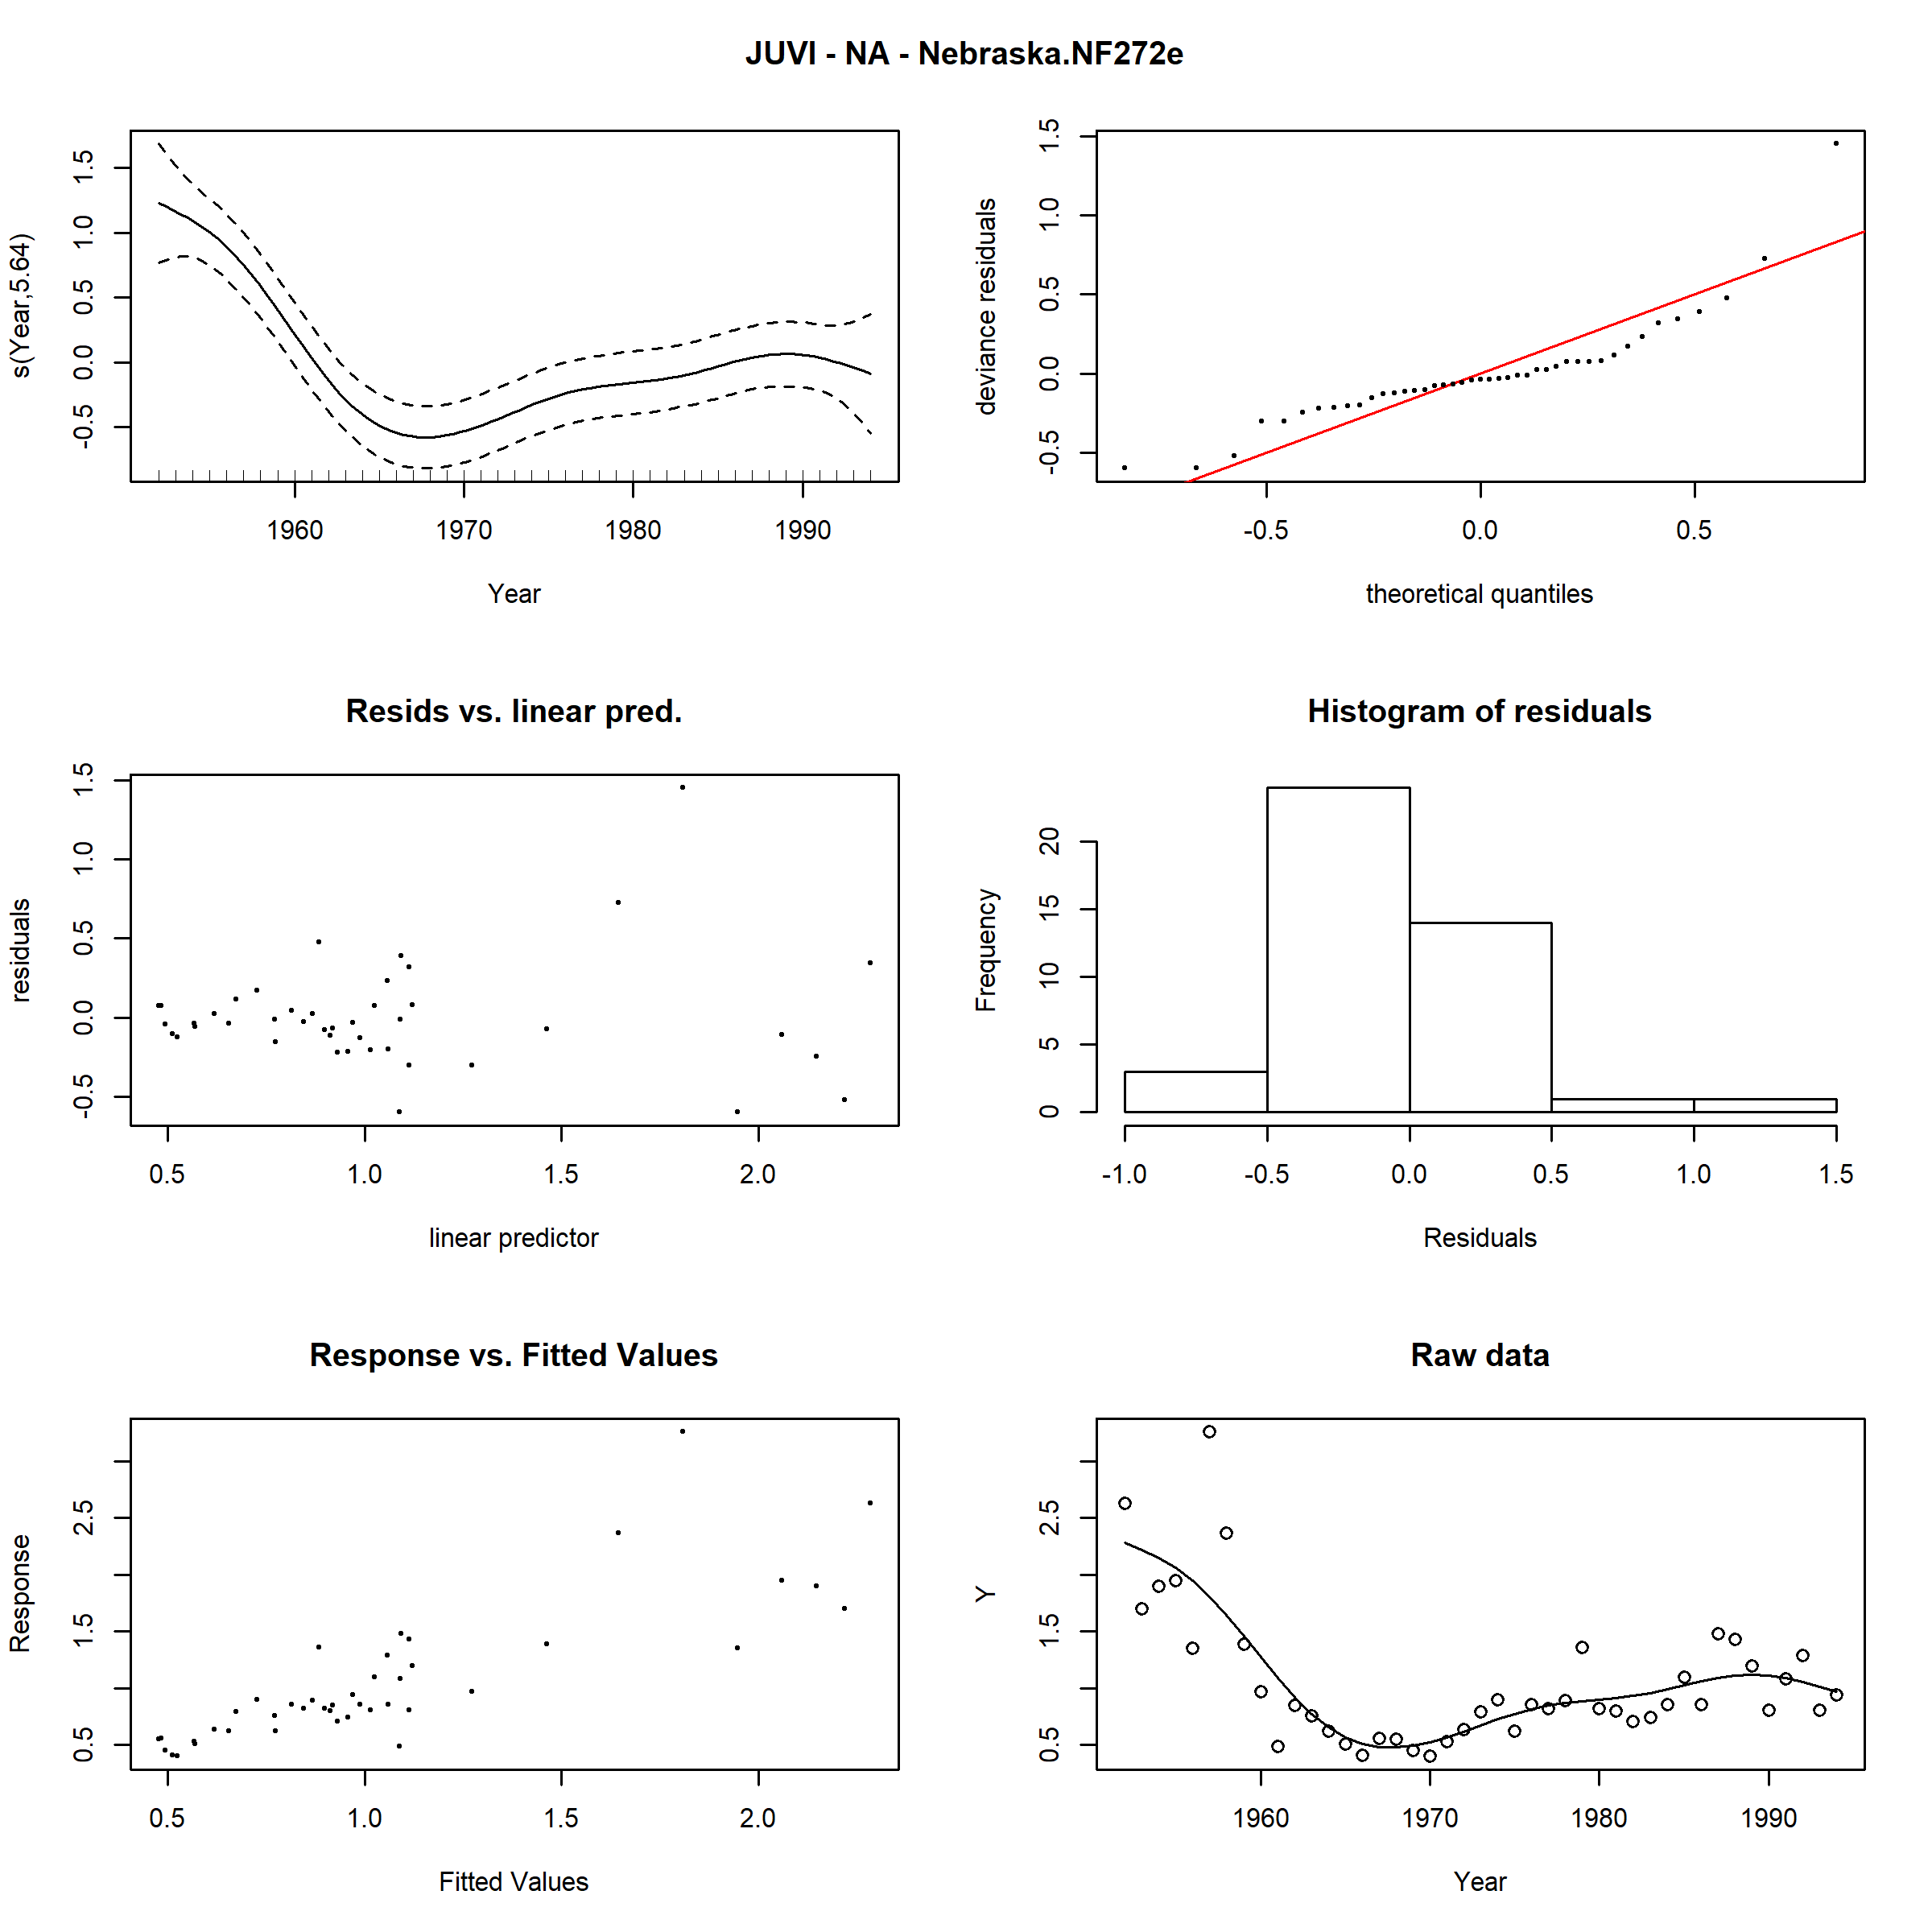 JUVI - NA - Nebraska.NF272e
s(Year,5.64)
1.5
1.0
0.5
0.0
-0.5
1960 1970 1980 1990
Year
deviance residuals
1.5
1.0
0.5
0.0
-0.5
-0.5 0.0 0.5
theoretical quantiles
Resids vs. linear pred.
residuals
1.5
1.0
0.5
0.0
-0.5
0.5 1.0 1.5 2.0
linear predictor
Histogram of residuals
Frequency
20
15
10
5
0
-1.0 -0.5 0.0 0.5 1.0 1.5
Residuals
Response vs. Fitted Values
Response
2.5
1.5
0.5
0.5 1.0 1.5 2.0
Fitted Values
Raw data
Y
2.5
1.5
0.5
1960 1970 1980 1990
Year